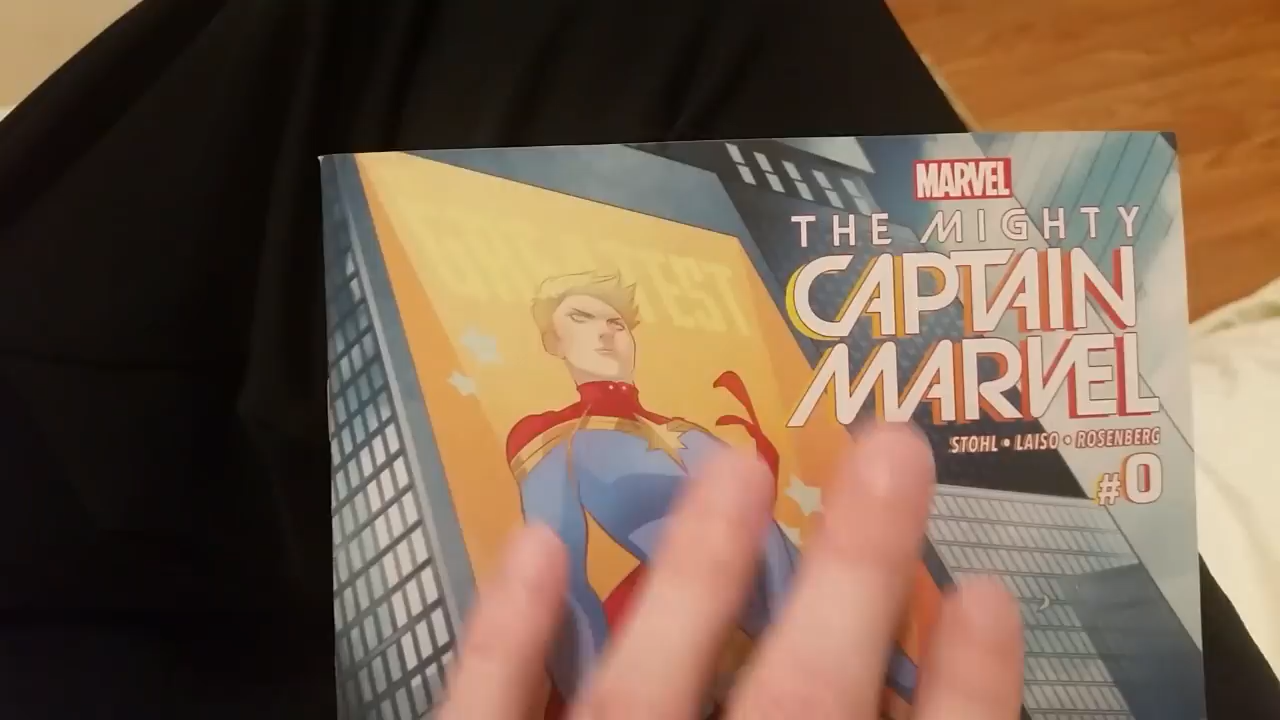 MARVEL
THE MIGHTY
CAPTAIN
MARVEL
STOHL • LAISO • ROSENBERG
#0